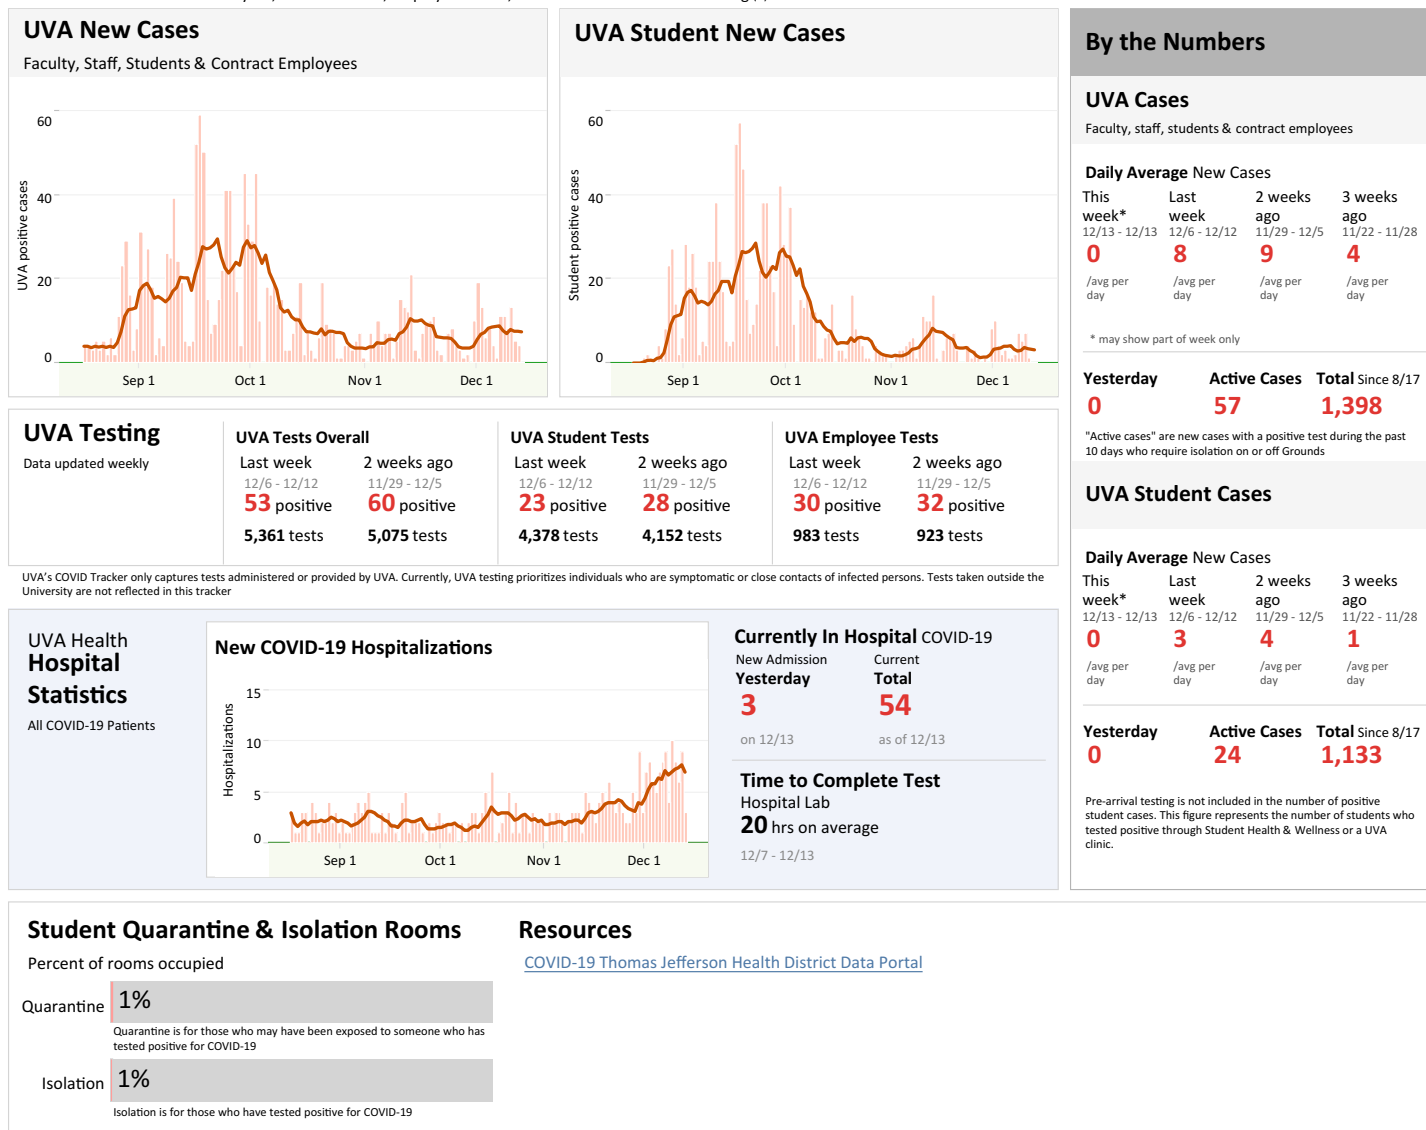 UVA New Cases
Faculty, Staff, Students & Contract Employees
UVA positive cases
60
40
20
0
Sep 1
Oct 1
Nov 1
Dec 1
UVA Student New Cases
Student positive cases
60
40
20
0
Sep 1
Oct 1
Nov 1
Dec 1
By the Numbers
UVA Cases
Faculty, staff, students & contract employees
Daily Average New Cases
This week*
Last week
2 weeks ago
3 weeks ago
12/13 - 12/13
12/6 - 12/12
11/29 - 12/5
11/22 - 11/28
0
8
9
4
/avg per day
/avg per day
/avg per day
/avg per day
* may show part of week only
Yesterday
Active Cases
Total Since 8/17
0
57
1,398
"Active cases" are new cases with a positive test during the past
10 days who require isolation on or off Grounds
UVA Student Cases
Daily Average New Cases
This week*
Last week
2 weeks ago
3 weeks ago
12/13 - 12/13
12/6 - 12/12
11/29 - 12/5
11/22 - 11/28
0
3
4
1
/avg per day
/avg per day
/avg per day
/avg per day
Yesterday
Active Cases
Total Since 8/17
0
24
1,133
Pre-arrival testing is not included in the number of positive
student cases. This figure represents the number of students who
tested positive through Student Health & Wellness or a UVA
clinic.
UVA Testing
Data updated weekly
UVA Tests Overall
Last week
2 weeks ago
12/6 - 12/12
11/29 - 12/5
53 positive
60 positive
5,361 tests
5,075 tests
UVA Student Tests
Last week
2 weeks ago
12/6 - 12/12
11/29 - 12/5
23 positive
28 positive
4,378 tests
4,152 tests
UVA Employee Tests
Last week
2 weeks ago
12/6 - 12/12
11/29 - 12/5
30 positive
32 positive
983 tests
923 tests
UVA's COVID Tracker only captures tests administered or provided by UVA. Currently, UVA testing prioritizes individuals who are symptomatic or close contacts of infected persons. Tests taken outside the
University are not reflected in this tracker
UVA Health
Hospital
Statistics
All COVID-19 Patients
New COVID-19 Hospitalizations
Hospitalizations
15
10
5
0
Sep 1
Oct 1
Nov 1
Dec 1
Currently In Hospital COVID-19
New Admission
Current
Yesterday
Total
3
54
on 12/13
as of 12/13
Time to Complete Test
Hospital Lab
20 hrs on average
12/7 - 12/13
Student Quarantine & Isolation Rooms
Percent of rooms occupied
Quarantine
1%
Quarantine is for those who may have been exposed to someone who has
tested positive for COVID-19
Isolation
1%
Isolation is for those who have tested positive for COVID-19
Resources
COVID-19 Thomas Jefferson Health District Data Portal